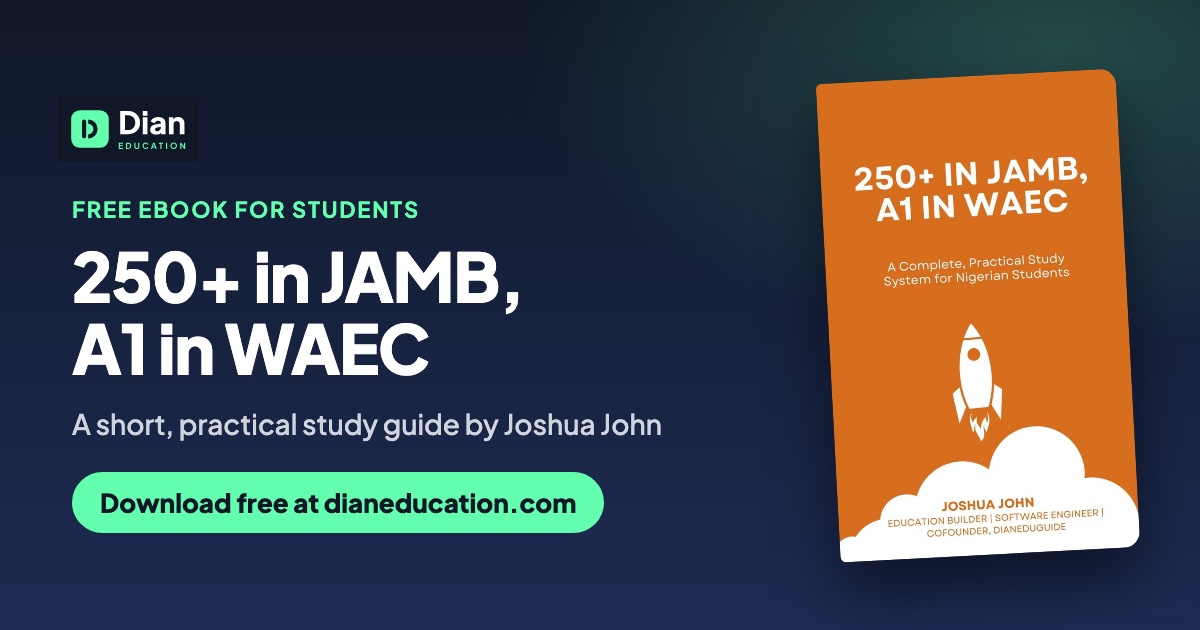 Dian
EDUCATION
FREE EBOOK FOR STUDENTS
250+ in JAMB,
A1 in WAEC
A short, practical study guide by Joshua John
Download free at dianeducation.com
250+ IN JAMB,
A1 IN WAEC
A Complete, Practical Study
System for Nigerian Students
JOSHUA JOHN
EDUCATION BUILDER | SOFTWARE ENGINEER |
COFOUNDER, DIANEDUGUIDE